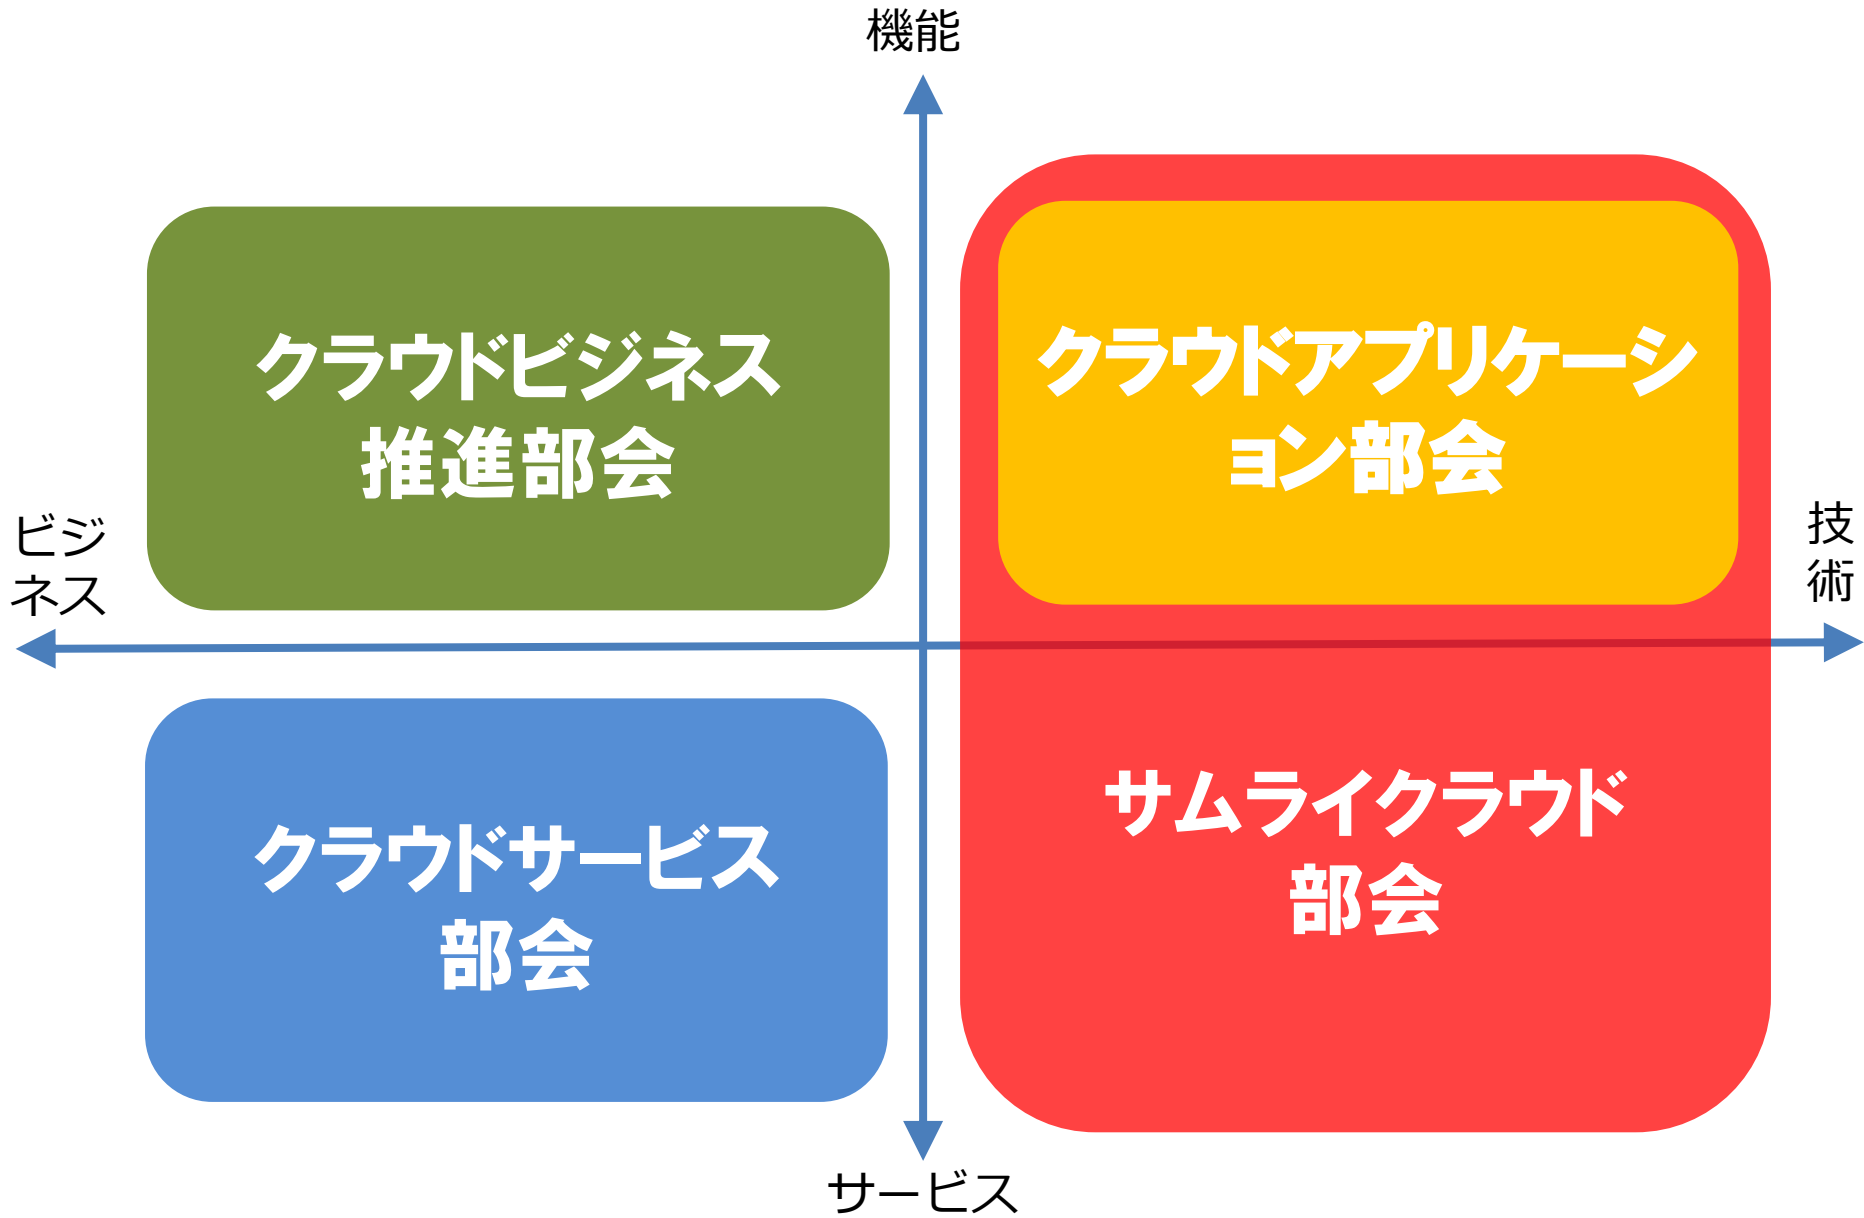 機能
クラウドビジネス
推進部会
クラウドアプリケーシ
ョン部会
ビジ
ネス
技
術
クラウドサービス
部会
サムライクラウド
部会
サービス